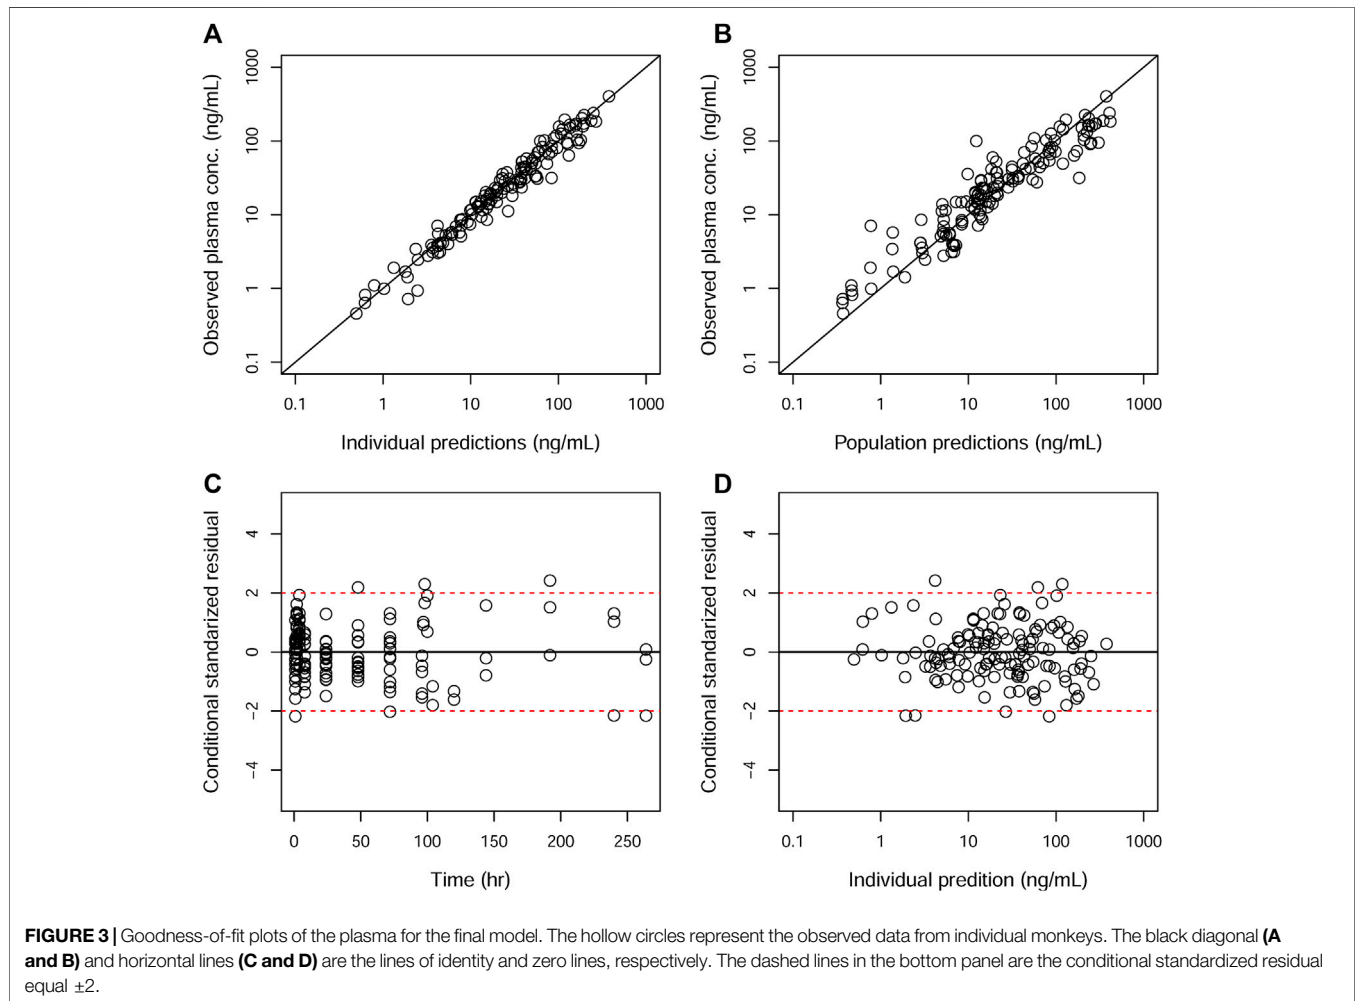 A
B
Observed plasma conc. (ng/mL)
1000
100
10
1
0.1
0.1 1 10 100 1000
Individual predictions (ng/mL)
Observed plasma conc. (ng/mL)
1000
100
10
1
0.1
0.1 1 10 100 1000
Population predictions (ng/mL)
C
D
Conditional standarized residual
4
2
0
−2
−4
0 50 100 150 200 250
Time (hr)
Conditional standarized residual
4
2
0
−2
−4
0.1 1 10 100 1000
Individual predition (ng/mL)
FIGURE 3 | Goodness-of-fit plots of the plasma for the final model. The hollow circles represent the observed data from individual monkeys. The black diagonal (A
and B) and horizontal lines (C and D) are the lines of identity and zero lines, respectively. The dashed lines in the bottom panel are the conditional standardized residual
equal ±2.